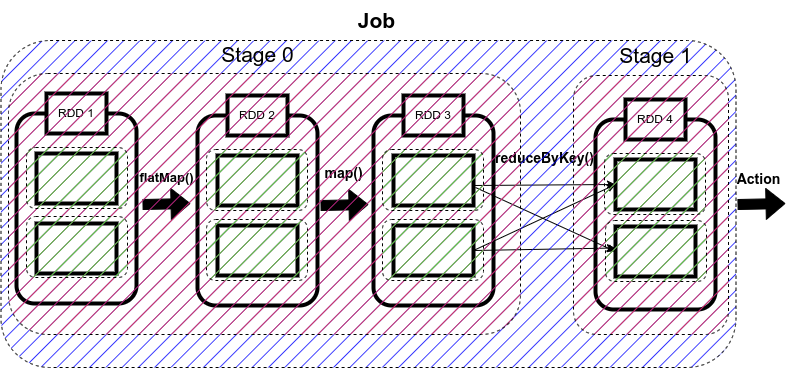 Job
Stage 0
Stage 1
RDD 1
RDD 2
RDD 3
RDD 4
flatMap()
map()
reduceByKey()
Action